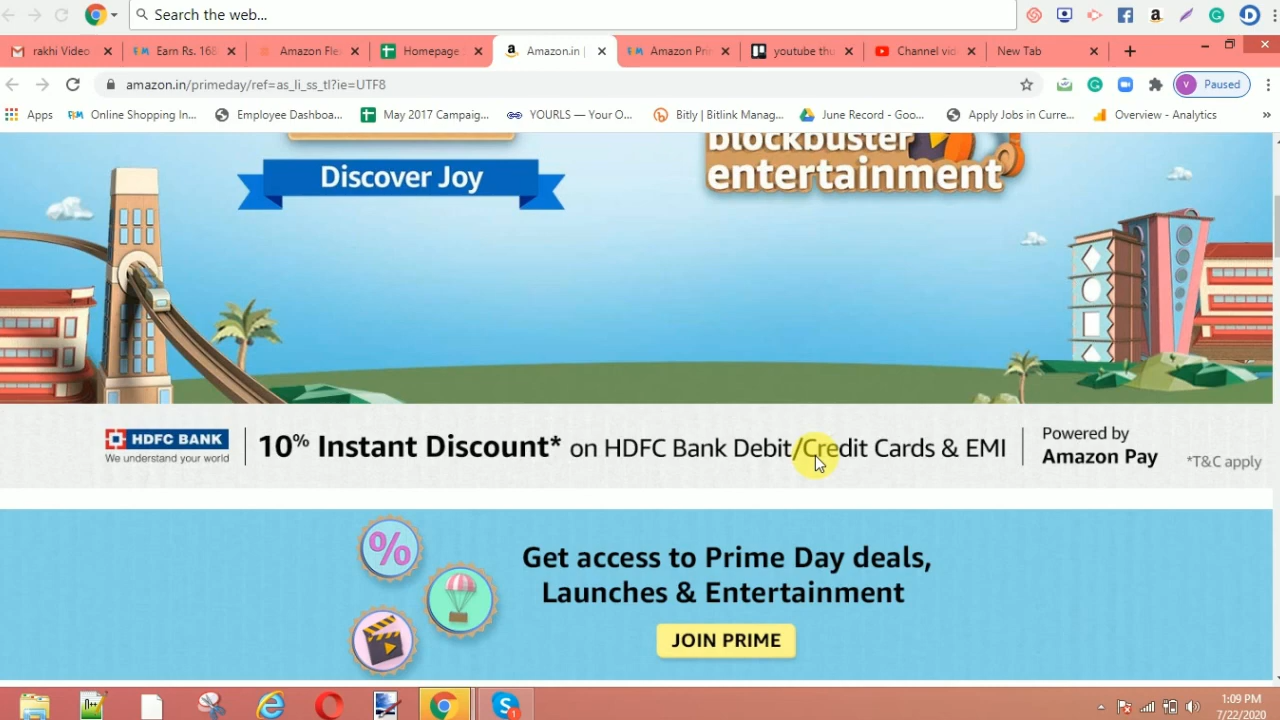 Search the web...
rakhi Video
Earn Rs. 168
Amazon Fle
Homepage
Amazon.in |
Amazon Pri
youtube thu
Channel vid
New Tab
amazon.in/primeday/ref=as_li_ss_tl?ie=UTF8
Paused
Apps
Online Shopping In...
Employee Dashboa...
May 2017 Campaig...
YOURLS — Your O...
Bitly | Bitlink Manag...
June Record - Goo...
Apply Jobs in Curre...
Overview - Analytics
Discover Joy
blockbuster
entertainment
HDFC BANK
We understand your world
10% Instant Discount* on HDFC Bank Debit/Credit Cards & EMI
Powered by
Amazon Pay
*T&C apply
%
Get access to Prime Day deals,
Launches & Entertainment
JOIN PRIME
1:09 PM
7/22/2020